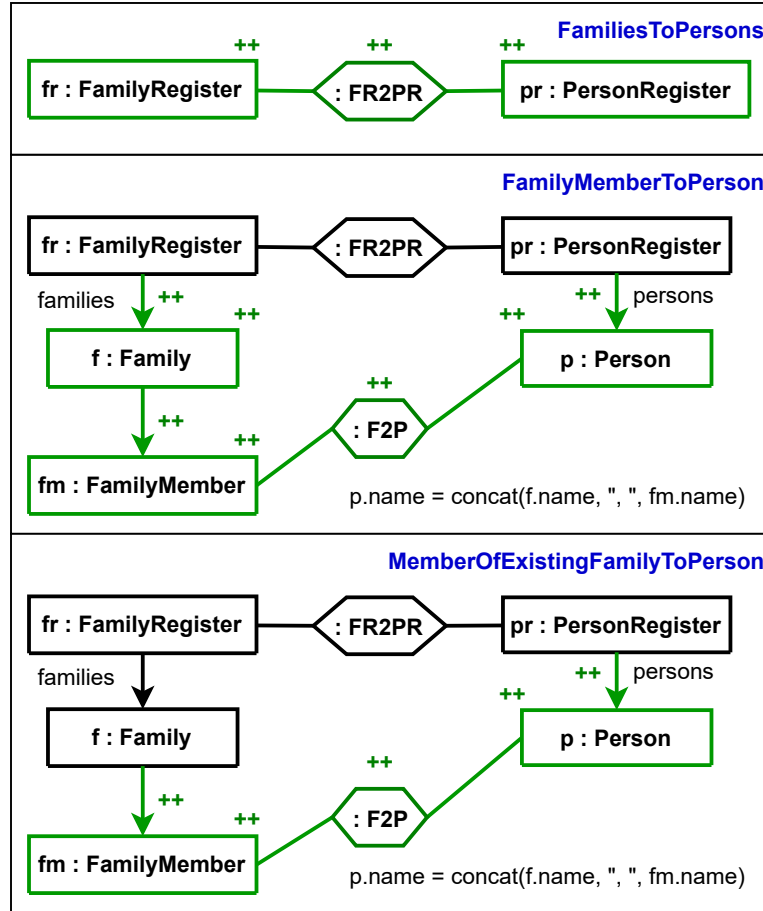 FamiliesToPersons
++ ++ ++
fr : FamilyRegister : FR2PR pr : PersonRegister
FamilyMemberToPerson
fr : FamilyRegister : FR2PR pr : PersonRegister
families ++ ++ persons
++ ++
f : Family p : Person
++
++ ++
: F2P
fm : FamilyMember
p.name = concat(f.name, ", ", fm.name)
MemberOfExistingFamilyToPerson
fr : FamilyRegister : FR2PR pr : PersonRegister
families ++ persons
++
f : Family p : Person
++
++ ++
: F2P
fm : FamilyMember
p.name = concat(f.name, ", ", fm.name)